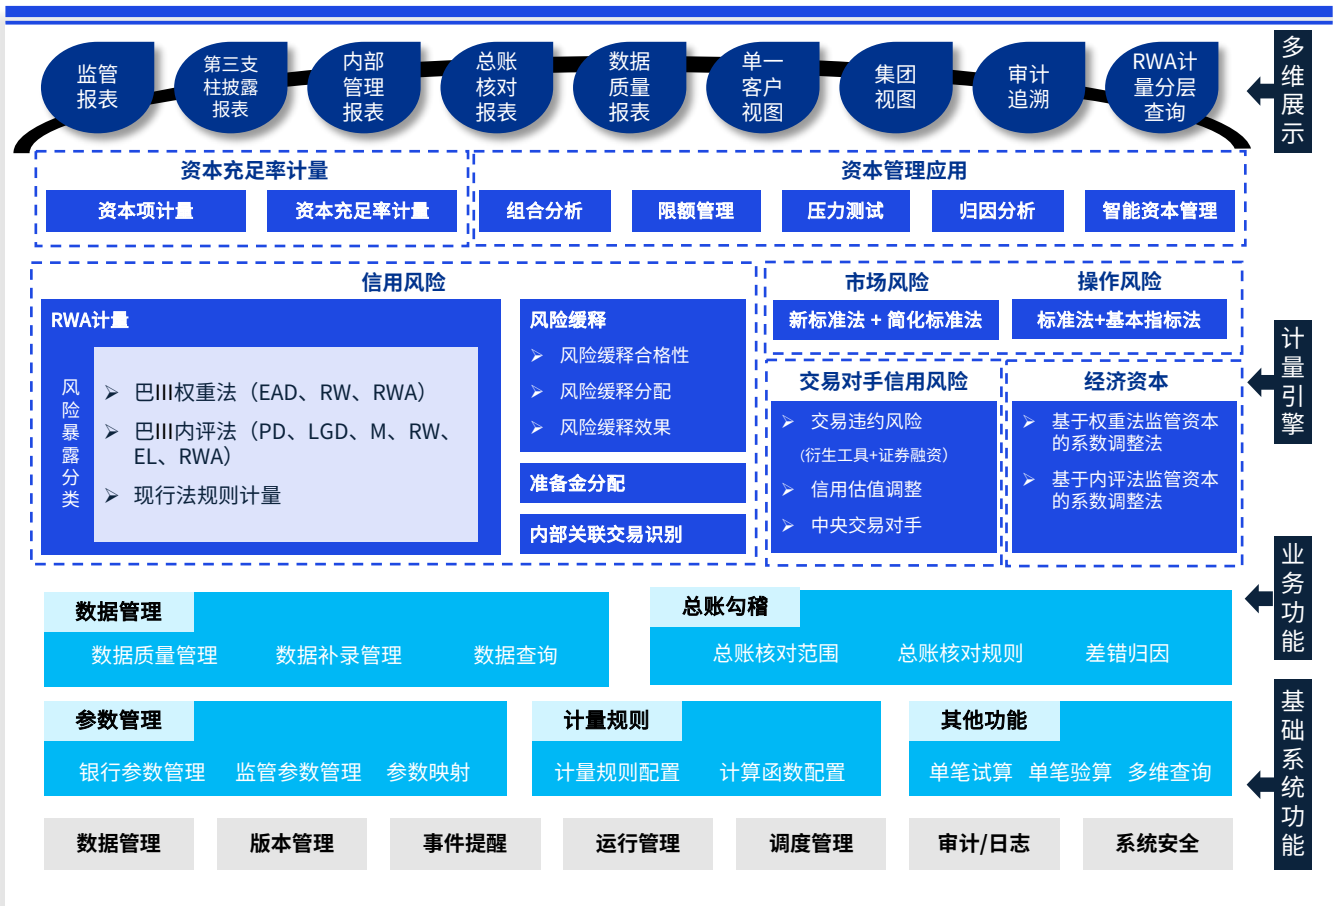 监管
报表
第三支
柱披露
报表
内部
管理
报表
总账
核对
报表
数据
质量
报表
单一
客户
视图
集团
视图
审计
追溯
RWA计
量分层
查询
多维展示
资本充足率计量
资本项计量
资本充足率计量
资本管理应用
组合分析
限额管理
压力测试
归因分析
智能资本管理
信用风险
RWA计量
风险暴露分类
➢ 巴III权重法（EAD、RW、RWA）
➢ 巴III内评法（PD、LGD、M、RW、
EL、RWA）
➢ 现行法规则计量
风险缓释
➢ 风险缓释合格性
➢ 风险缓释分配
➢ 风险缓释效果
准备金分配
内部关联交易识别
市场风险
新标准法 + 简化标准法
操作风险
标准法+基本指标法
交易对手信用风险
➢ 交易违约风险
（衍生工具+证券融资）
➢ 信用估值调整
➢ 中央交易对手
经济资本
➢ 基于权重法监管资本
的系数调整法
➢ 基于内评法监管资本
的系数调整法
计量引擎
数据管理
数据质量管理
数据补录管理
数据查询
总账勾稽
总账核对范围
总账核对规则
差错归因
业务功能
参数管理
银行参数管理
监管参数管理
参数映射
计量规则
计量规则配置
计算函数配置
其他功能
单笔试算
单笔验算
多维查询
数据管理
版本管理
事件提醒
运行管理
调度管理
审计/日志
系统安全
基础系统功能